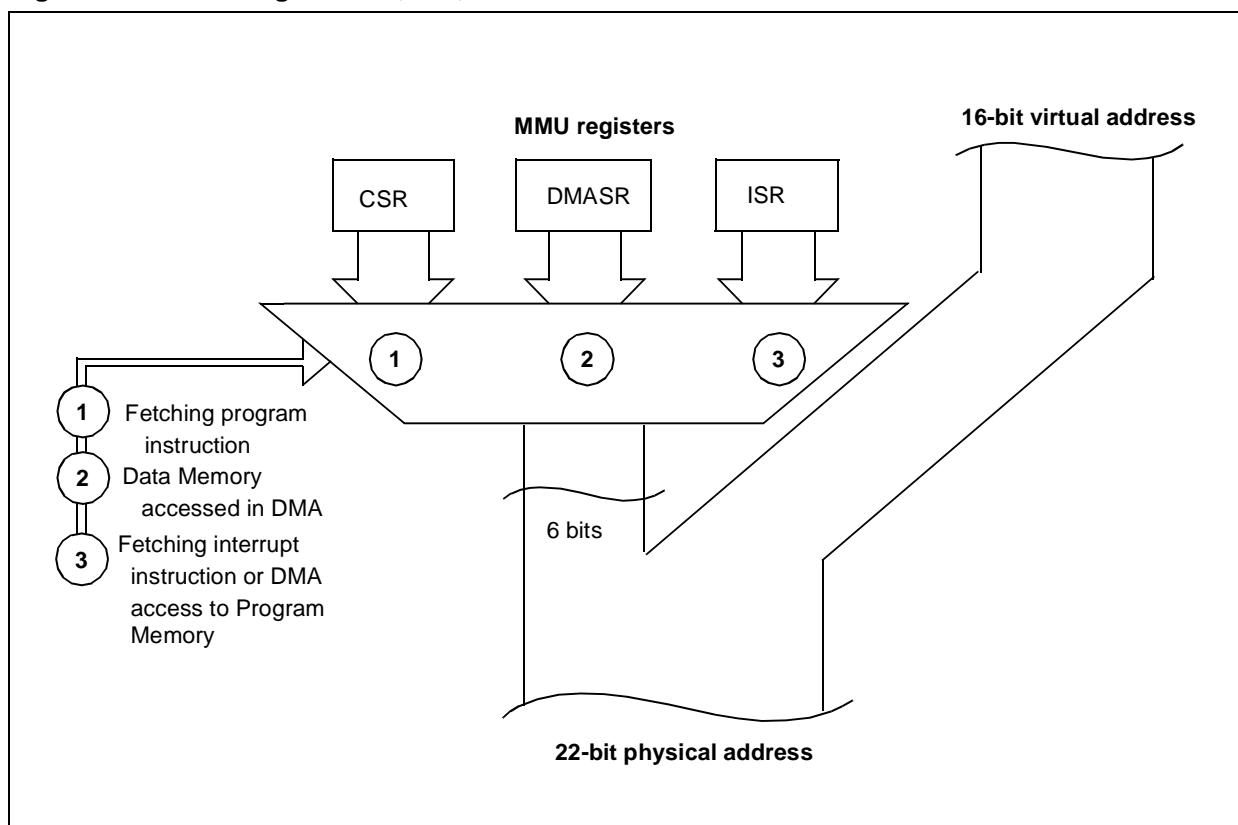 16-bit virtual address
MMU registers
CSR
DMASR
ISR
1
2
3
1
Fetching program
instruction
2
Data Memory
accessed in DMA
3
Fetching interrupt
instruction or DMA
access to Program
Memory
6 bits
22-bit physical address